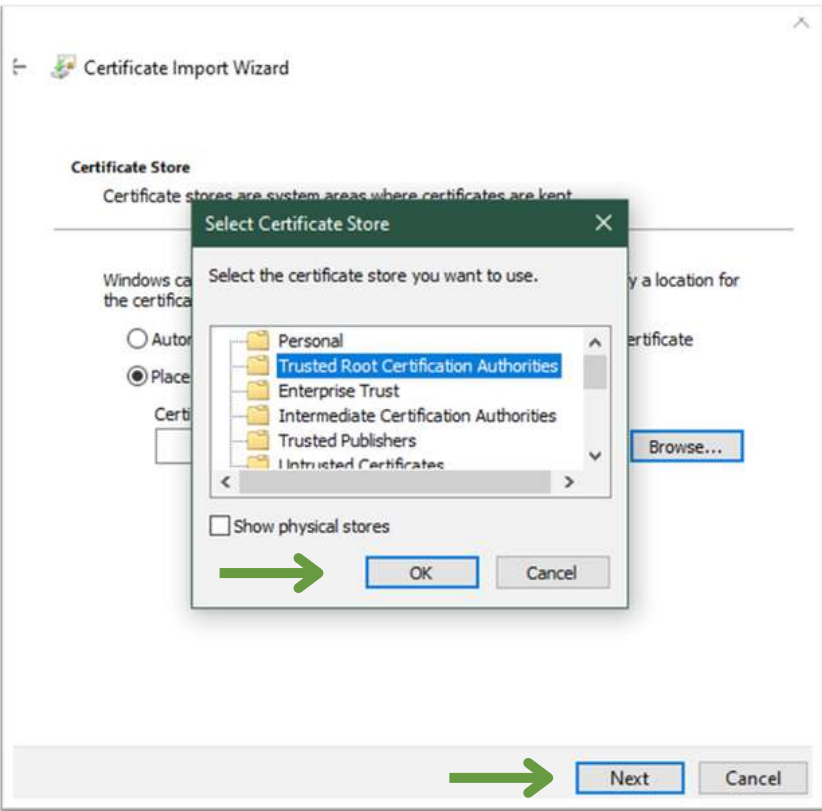 Certificate Import Wizard
Certificate Store
Certificate stores are system areas where certificates are kept
Select Certificate Store
Select the certificate store you want to use.
Windows ca
y a location for
the certifica
Autor
ertificate
Place
Certi
Personal
Trusted Root Certification Authorities
Enterprise Trust
Intermediate Certification Authorities
Trusted Publishers
Untrusted Certificates
Browse...
Show physical stores
OK
Cancel
Next
Cancel